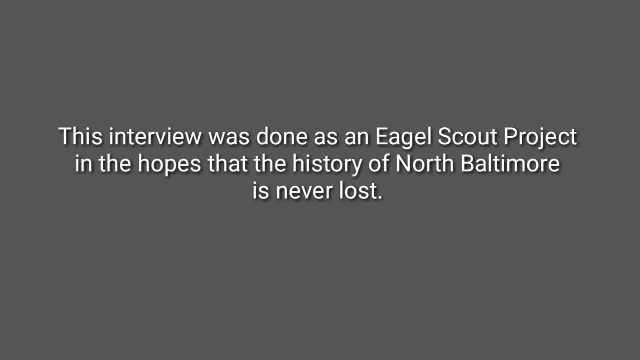 This interview was done as an Eagel Scout Project
in the hopes that the history of North Baltimore
is never lost.